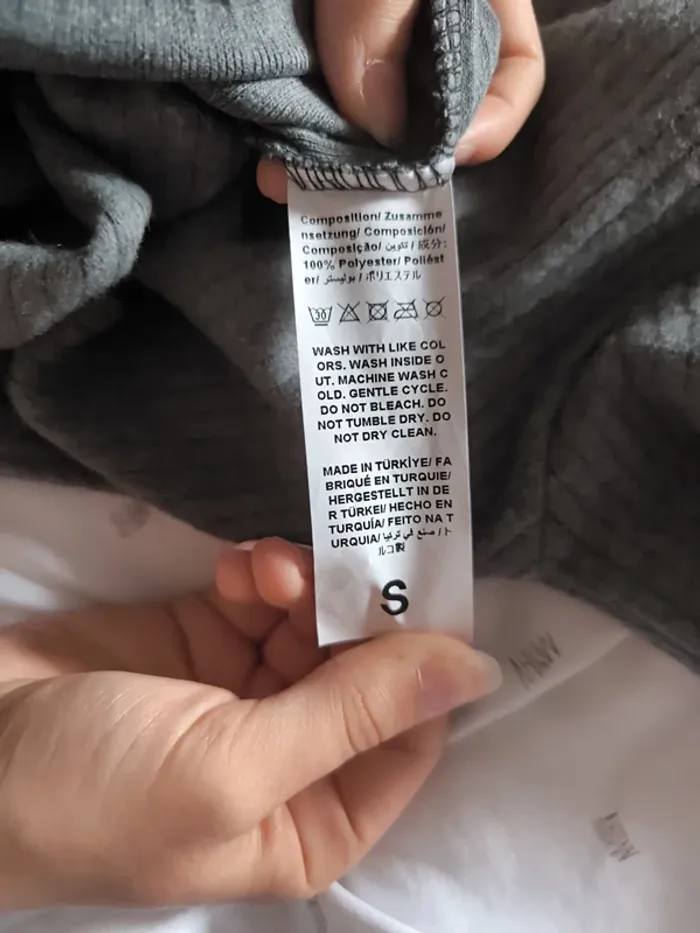 Composition/ Zusamme
nsetzung/ Composición/
Composição/ تكوين / 成分:
100% Polyester/ Poliést
er/ بوليستر / ポリエステル
30
WASH WITH LIKE COL
ORS. WASH INSIDE O
UT. MACHINE WASH C
OLD. GENTLE CYCLE.
DO NOT BLEACH. DO
NOT TUMBLE DRY. DO
NOT DRY CLEAN.
MADE IN TÜRKİYE/ FA
BRIQUÉ EN TURQUIE/
HERGESTELLT IN DE
R TÜRKEI/ HECHO EN
TURQUÍA/ FEITO NA T
URQUIA/ صنع في تركيا / ト
ルコ製
S